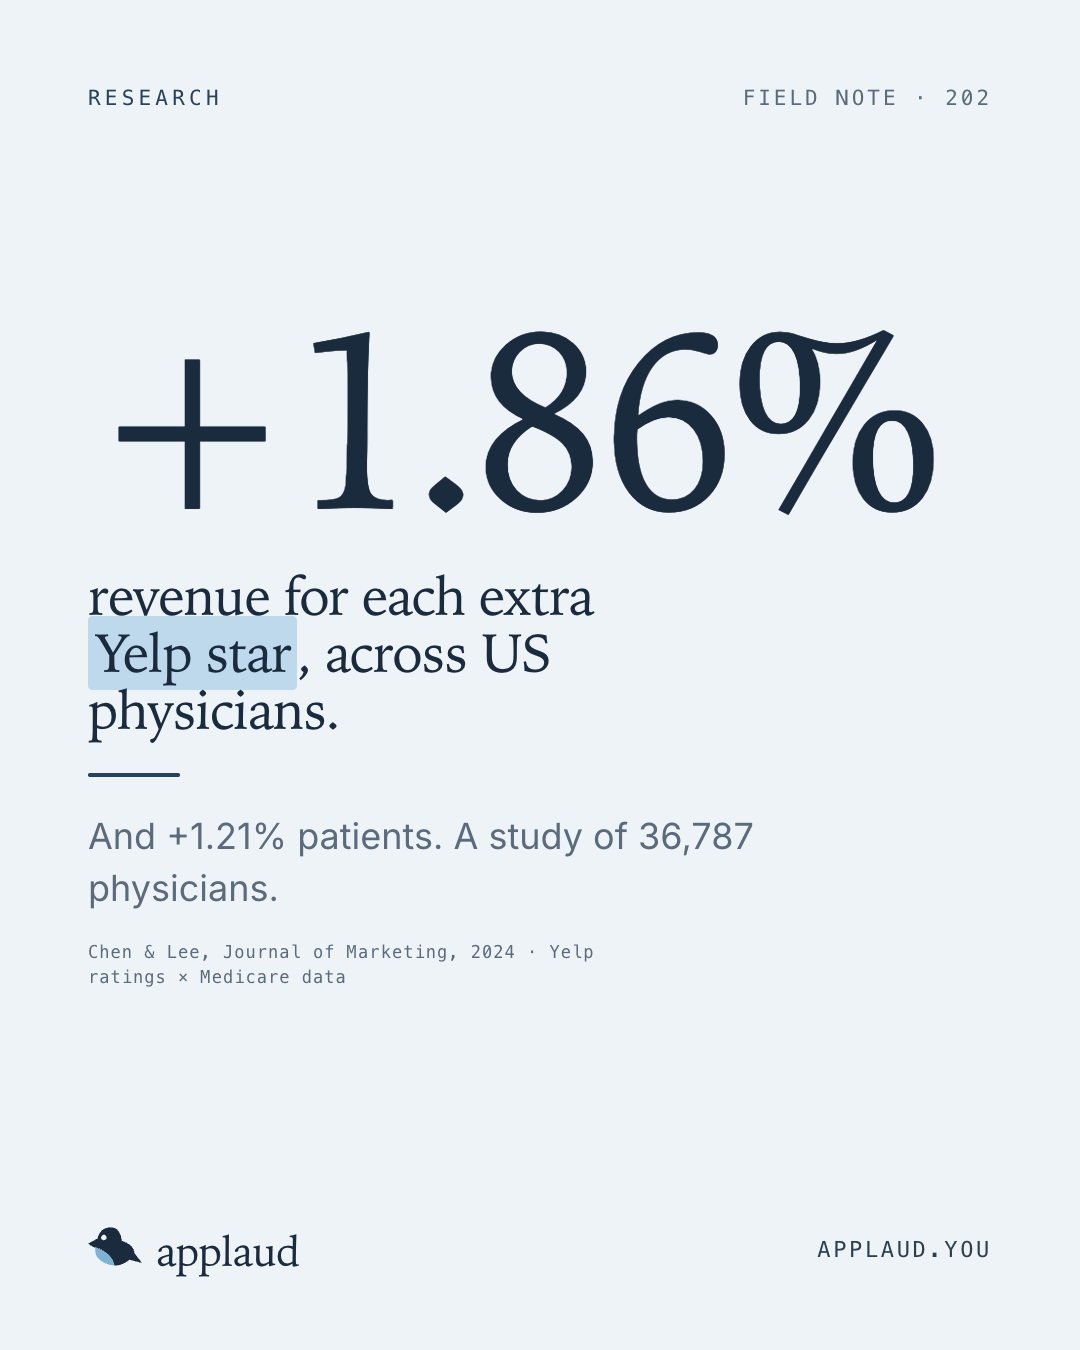 RESEARCH
FIELD NOTE · 202
+1.86%
revenue for each extra
Yelp star, across US
physicians.
And +1.21% patients. A study of 36,787
physicians.
Chen & Lee, Journal of Marketing, 2024 · Yelp
ratings × Medicare data
applaud
APPLAUD.YOU